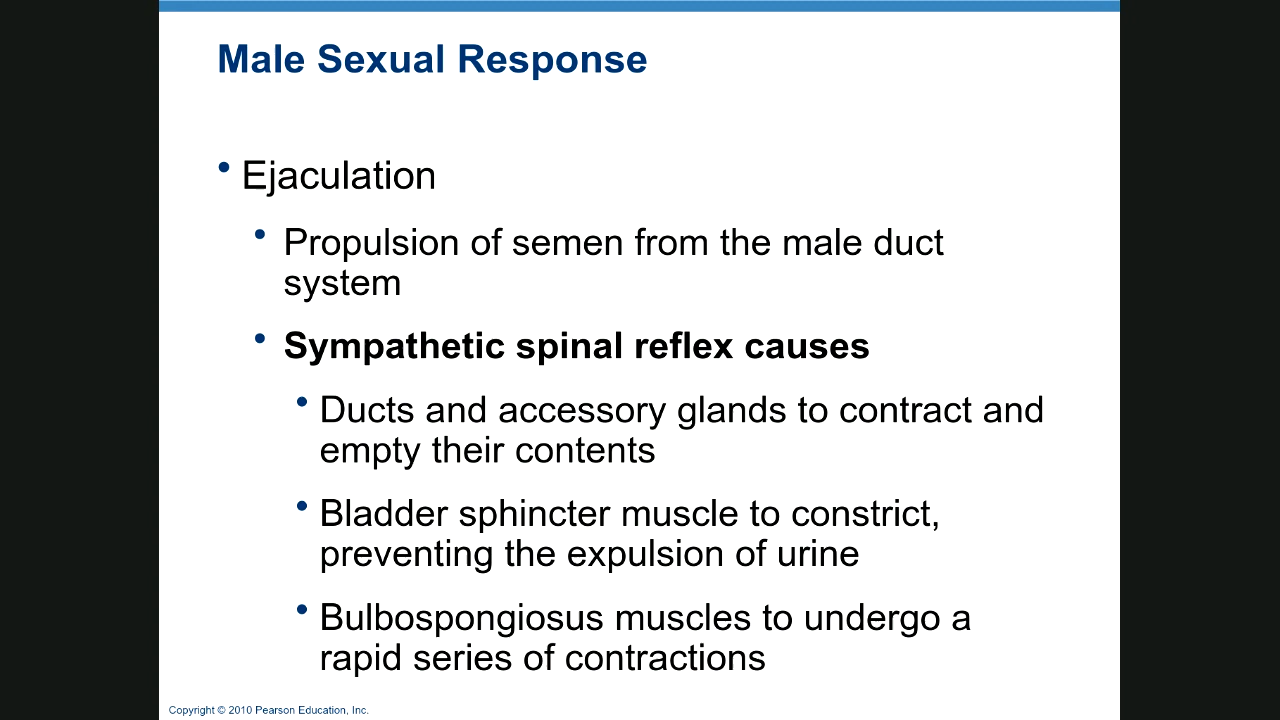 Male Sexual Response
• Ejaculation
• Propulsion of semen from the male duct
system
• Sympathetic spinal reflex causes
• Ducts and accessory glands to contract and
empty their contents
• Bladder sphincter muscle to constrict,
preventing the expulsion of urine
• Bulbospongiosus muscles to undergo a
rapid series of contractions
Copyright © 2010 Pearson Education, Inc.